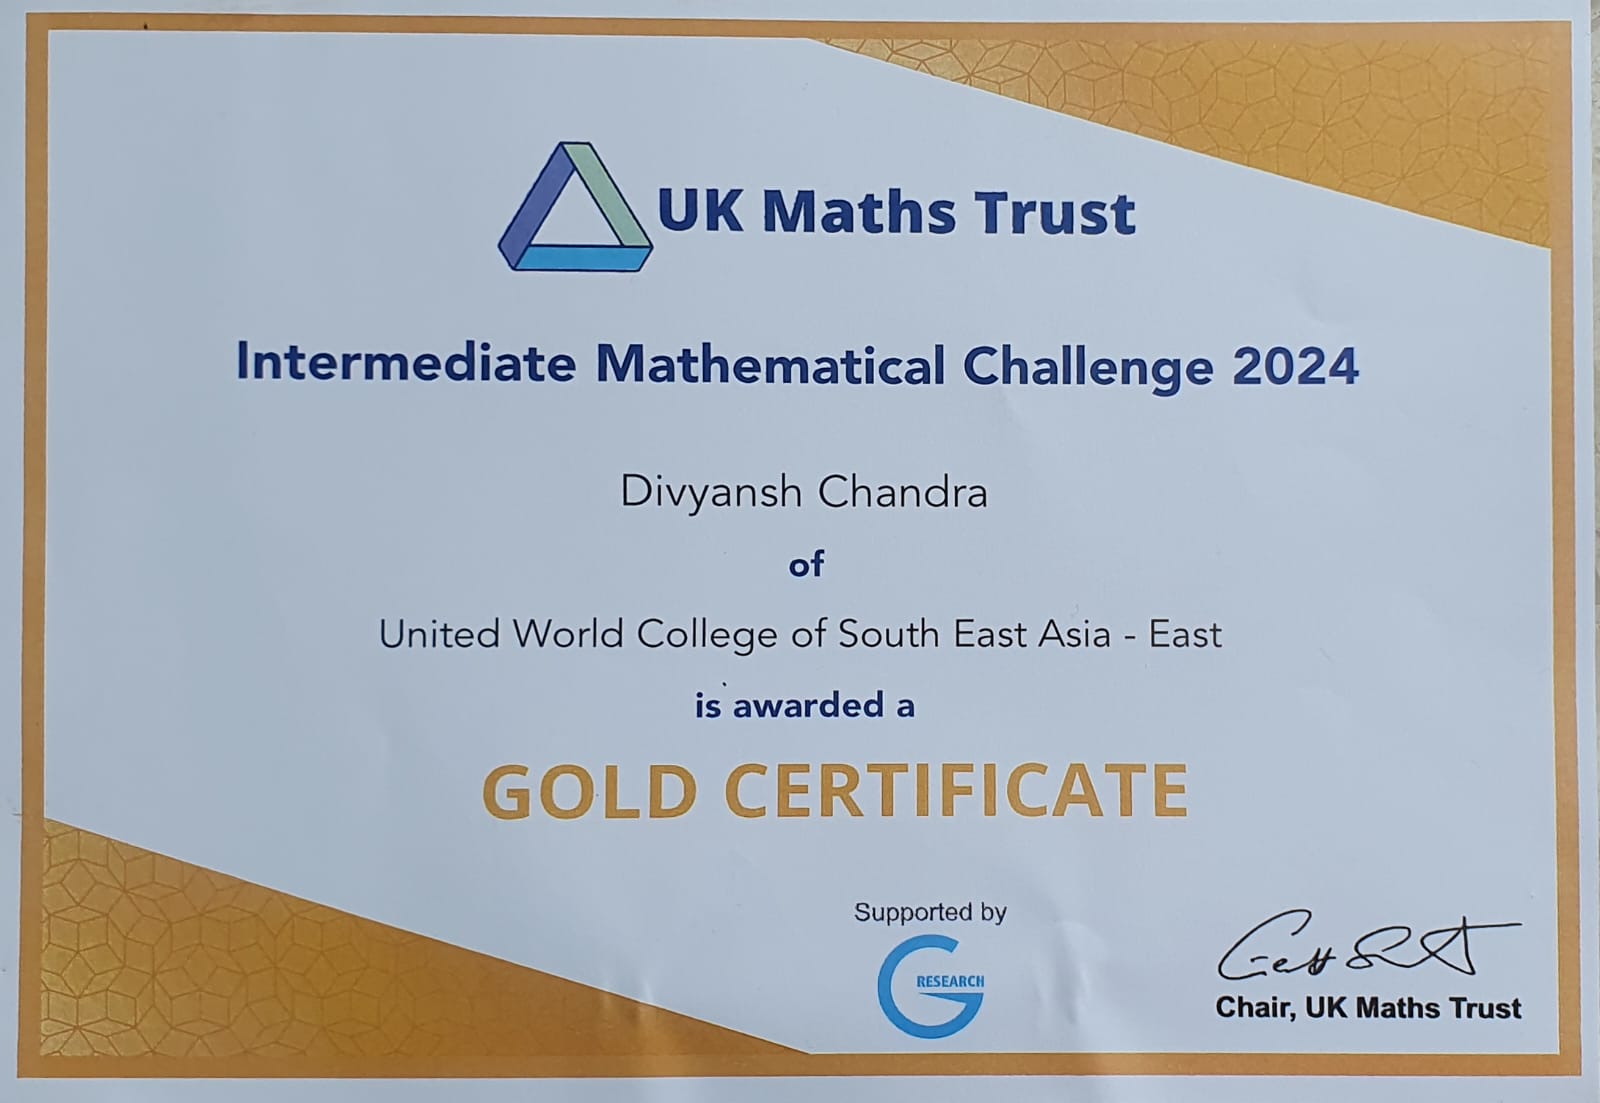 UK Maths Trust
Intermediate Mathematical Challenge 2024
Divyansh Chandra
of
United World College of South East Asia - East
is awarded a
GOLD CERTIFICATE
Supported by
G RESEARCH
Chair, UK Maths Trust